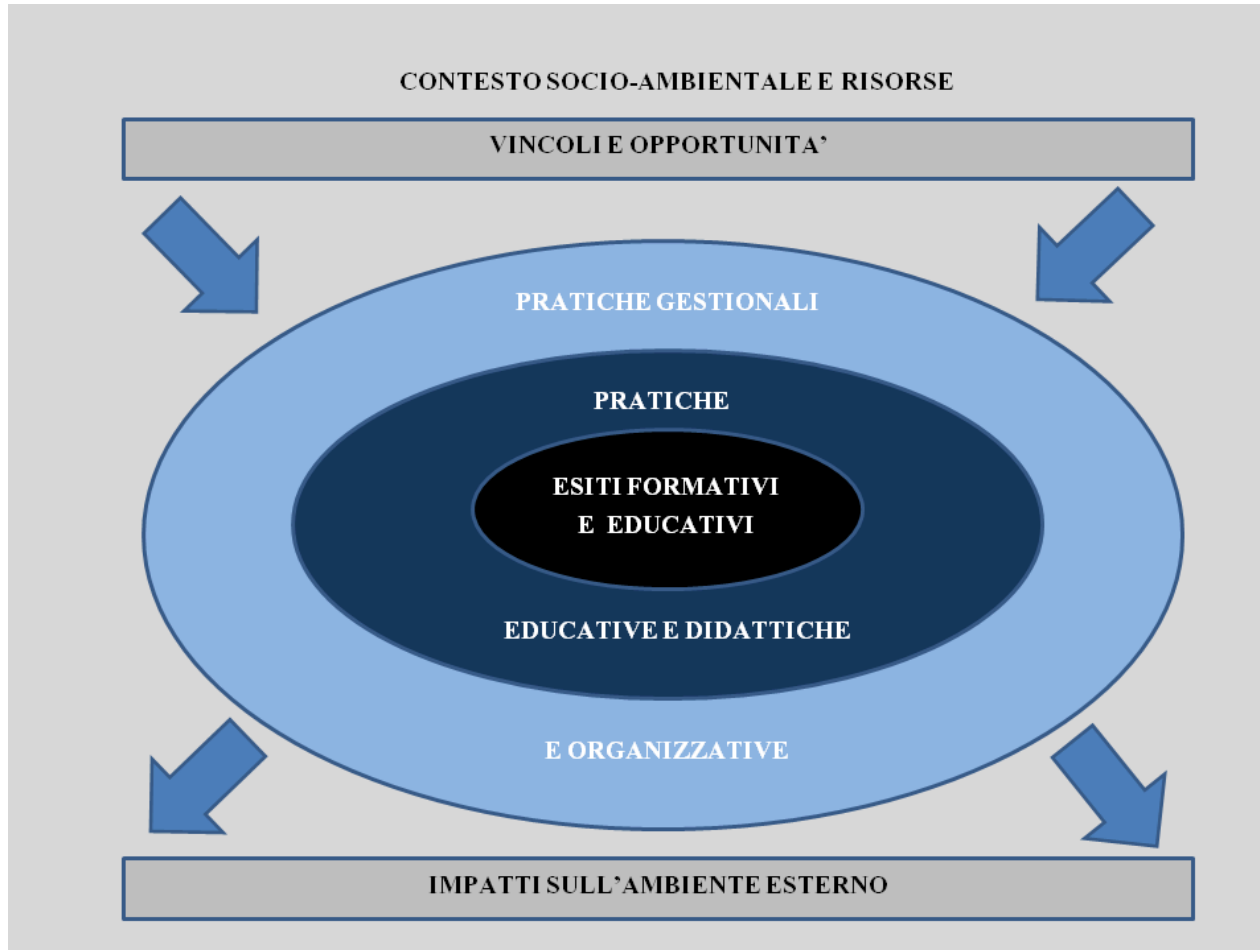 CONTESTO SOCIO-AMBIENTALE E RISORSE
VINCOLI E OPPORTUNITA’
PRATICHE GESTIONALI
PRATICHE
ESITI FORMATIVI
E EDUCATIVI
EDUCATIVE E DIDATTICHE
E ORGANIZZATIVE
IMPATTI SULL’AMBIENTE ESTERNO